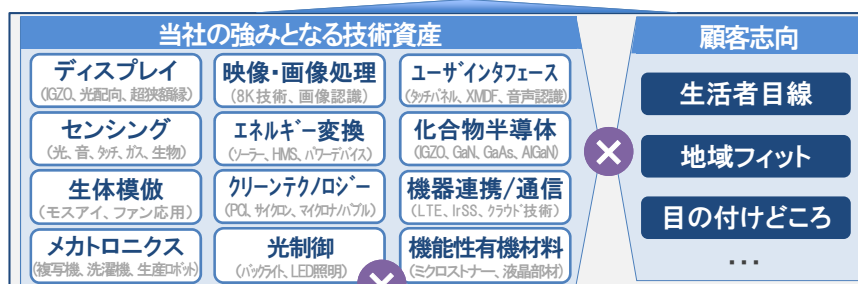 当社の強みとなる技術資産
ディスプレイ
(IGZO、光配向、超狭額縁)
映像・画像処理
(8K技術、画像認識)
ユーザインタフェース
(タッチパネル、XMDF、音声認識)
センシング
(光、音、タッチ、ガス、生物)
エネルギー変換
(ソーラー、HMS、パワーデバイス)
化合物半導体
(IGZO、GaN、GaAs、AlGaN)
生体模倣
(モスアイ、ファン応用)
クリーンテクノロジー
(PCI、サイクロン、マイクロナノバブル)
機器連携/通信
(LTE、IrSS、クラウド技術)
メカトロニクス
(複写機、洗濯機、生産ロボット)
光制御
(バックライト、LED照明)
機能性有機材料
(ミクロストナー、液晶部材)
×
×
顧客志向
生活者目線
地域フィット
目の付けどころ
…